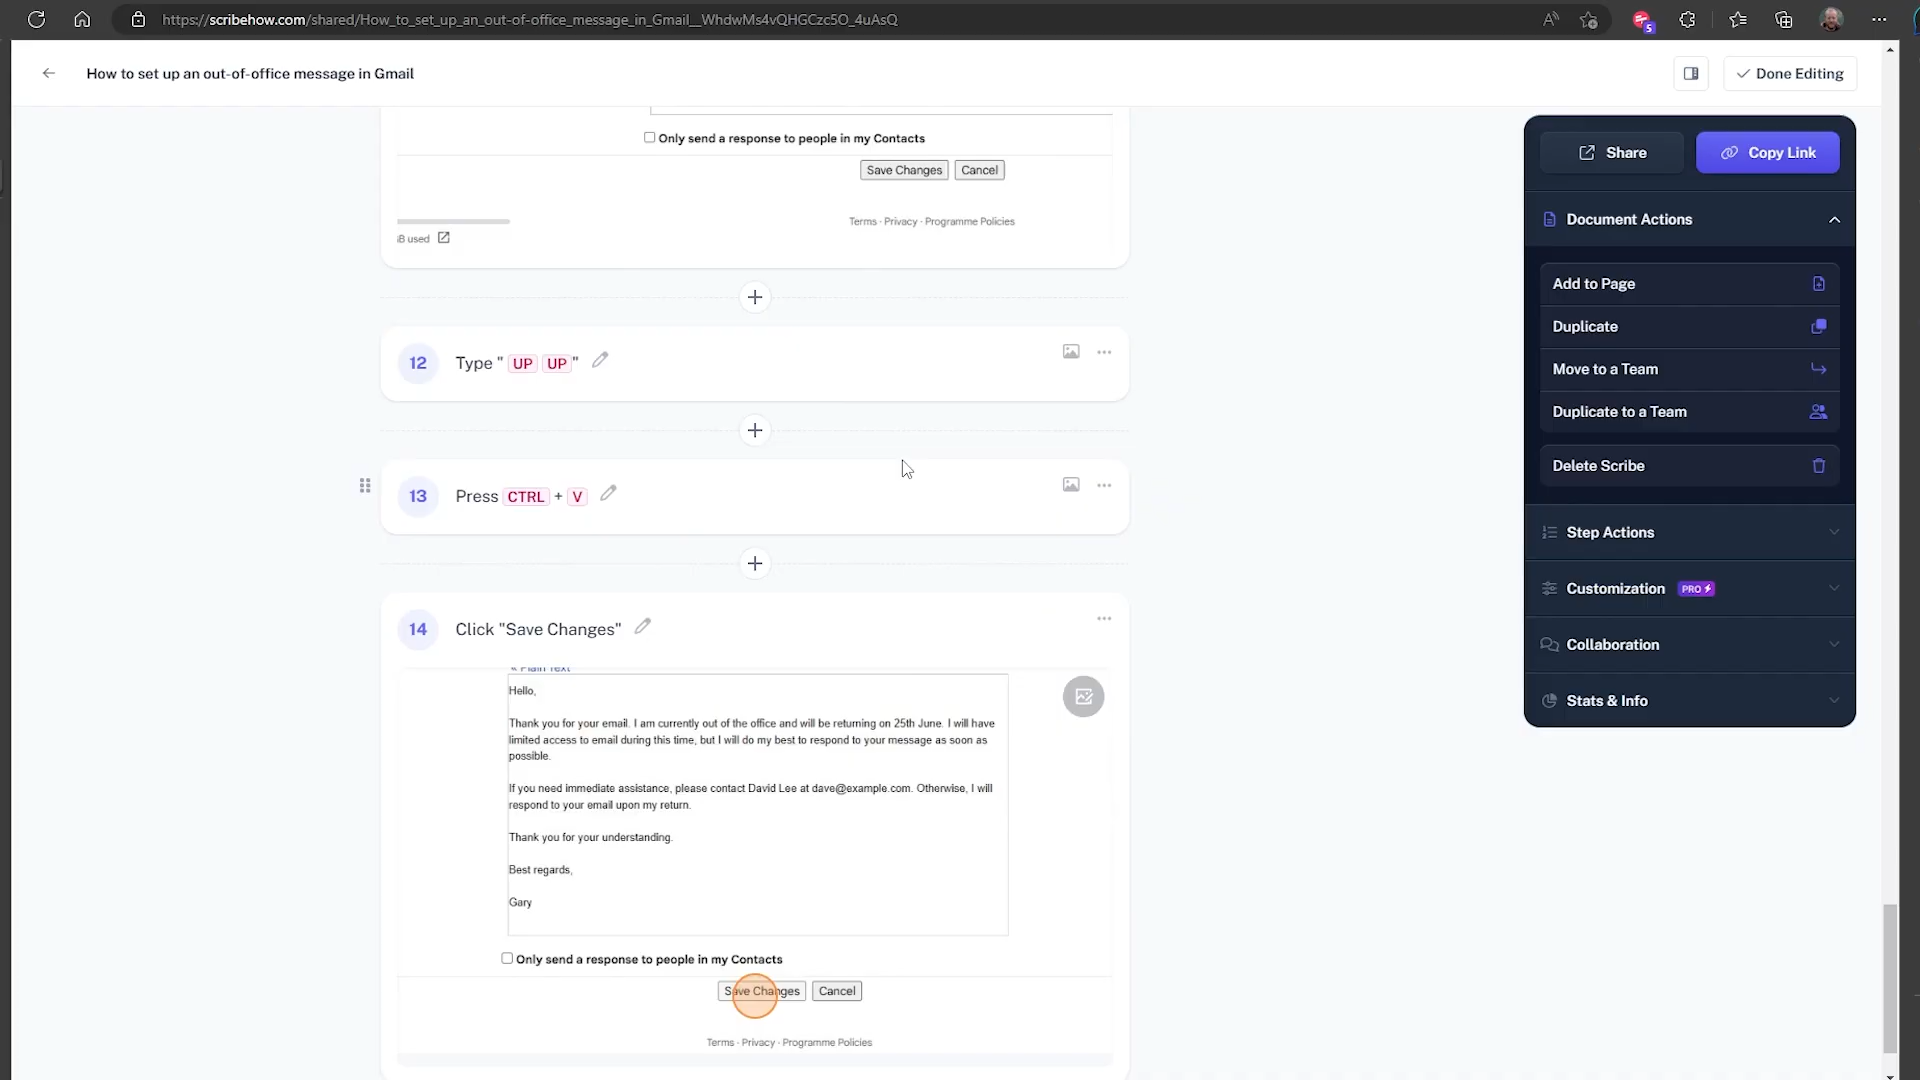 https://scribehow.com/shared/How_to_set_up_an_out-of-office_message_in_Gmail__WhdwMs4vQHGCzc5O_4uAsQ
5
How to set up an out-of-office message in Gmail
Done Editing
Only send a response to people in my Contacts
Save Changes
Cancel
Terms · Privacy · Programme Policies
B used
12
Type " UP UP"
13
Press CTRL + V
14
Click "Save Changes"
« Plain Text
Hello,
Thank you for your email. I am currently out of the office and will be returning on 25th June. I will have
limited access to email during this time, but I will do my best to respond to your message as soon as
possible.
If you need immediate assistance, please contact David Lee at dave@example.com. Otherwise, I will
respond to your email upon my return.
Thank you for your understanding.
Best regards,
Gary
Only send a response to people in my Contacts
Save Changes
Cancel
Terms · Privacy · Programme Policies
Share
Copy Link
Document Actions
Add to Page
Duplicate
Move to a Team
Duplicate to a Team
Delete Scribe
Step Actions
Customization PRO
Collaboration
Stats & Info